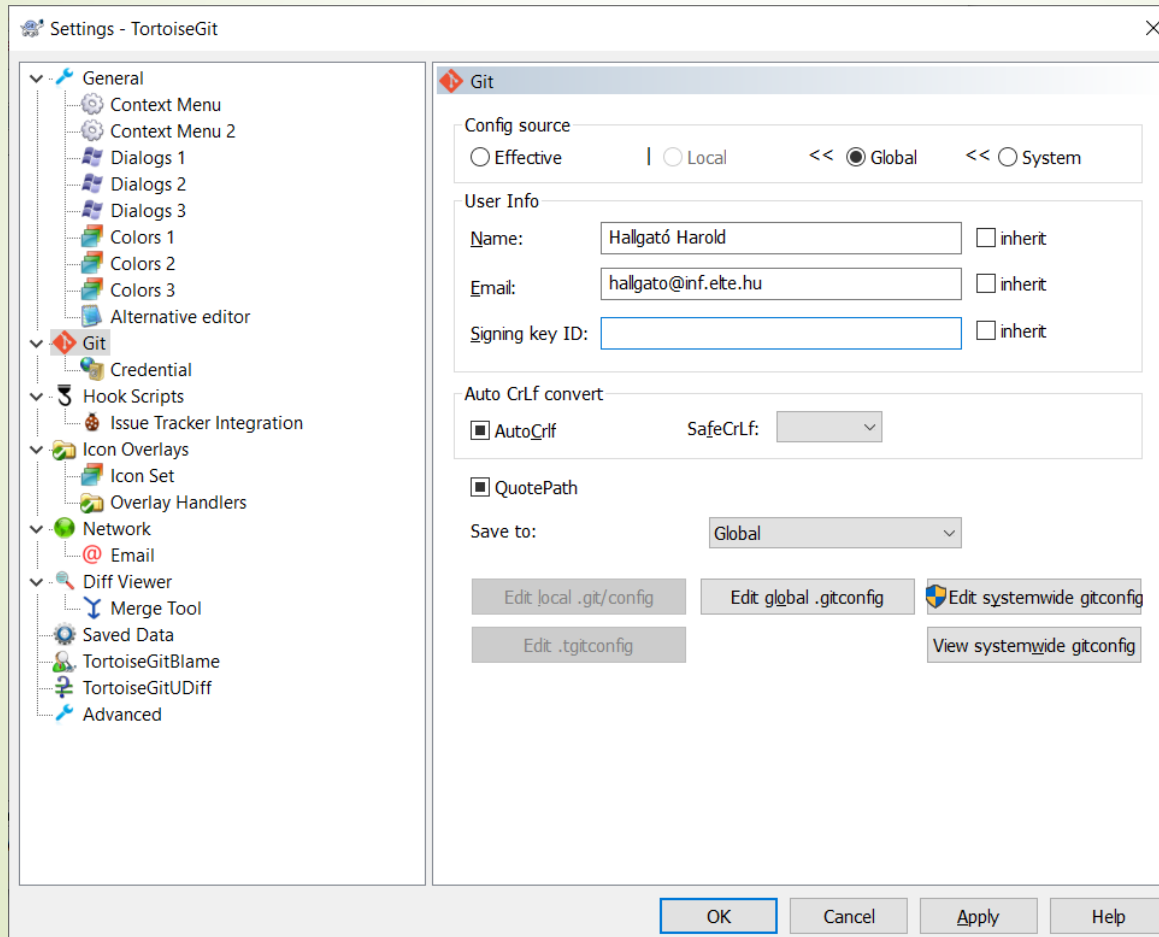 Settings - TortoiseGit
General
Context Menu
Context Menu 2
Dialogs 1
Dialogs 2
Dialogs 3
Colors 1
Colors 2
Colors 3
Alternative editor
Git
Credential
Hook Scripts
Issue Tracker Integration
Icon Overlays
Icon Set
Overlay Handlers
Network
Email
Diff Viewer
Merge Tool
Saved Data
TortoiseGitBlame
TortoiseGitUDiff
Advanced
Git
Config source
Effective | Local << Global << System
User Info
Name: Hallgató Harold inherit
Email: hallgato@inf.elte.hu inherit
Signing key ID: inherit
Auto CrLf convert
AutoCrlf SafeCrLf:
QuotePath
Save to: Global
Edit local .git/config Edit global .gitconfig Edit systemwide gitconfig
Edit .tgitconfig View systemwide gitconfig
OK Cancel Apply Help